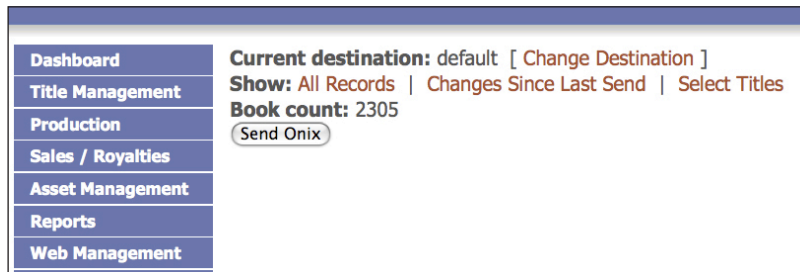 Dashboard
Title Management
Production
Sales / Royalties
Asset Management
Reports
Web Management
Current destination: default [ Change Destination ]
Show: All Records | Changes Since Last Send | Select Titles
Book count: 2305
Send Onix